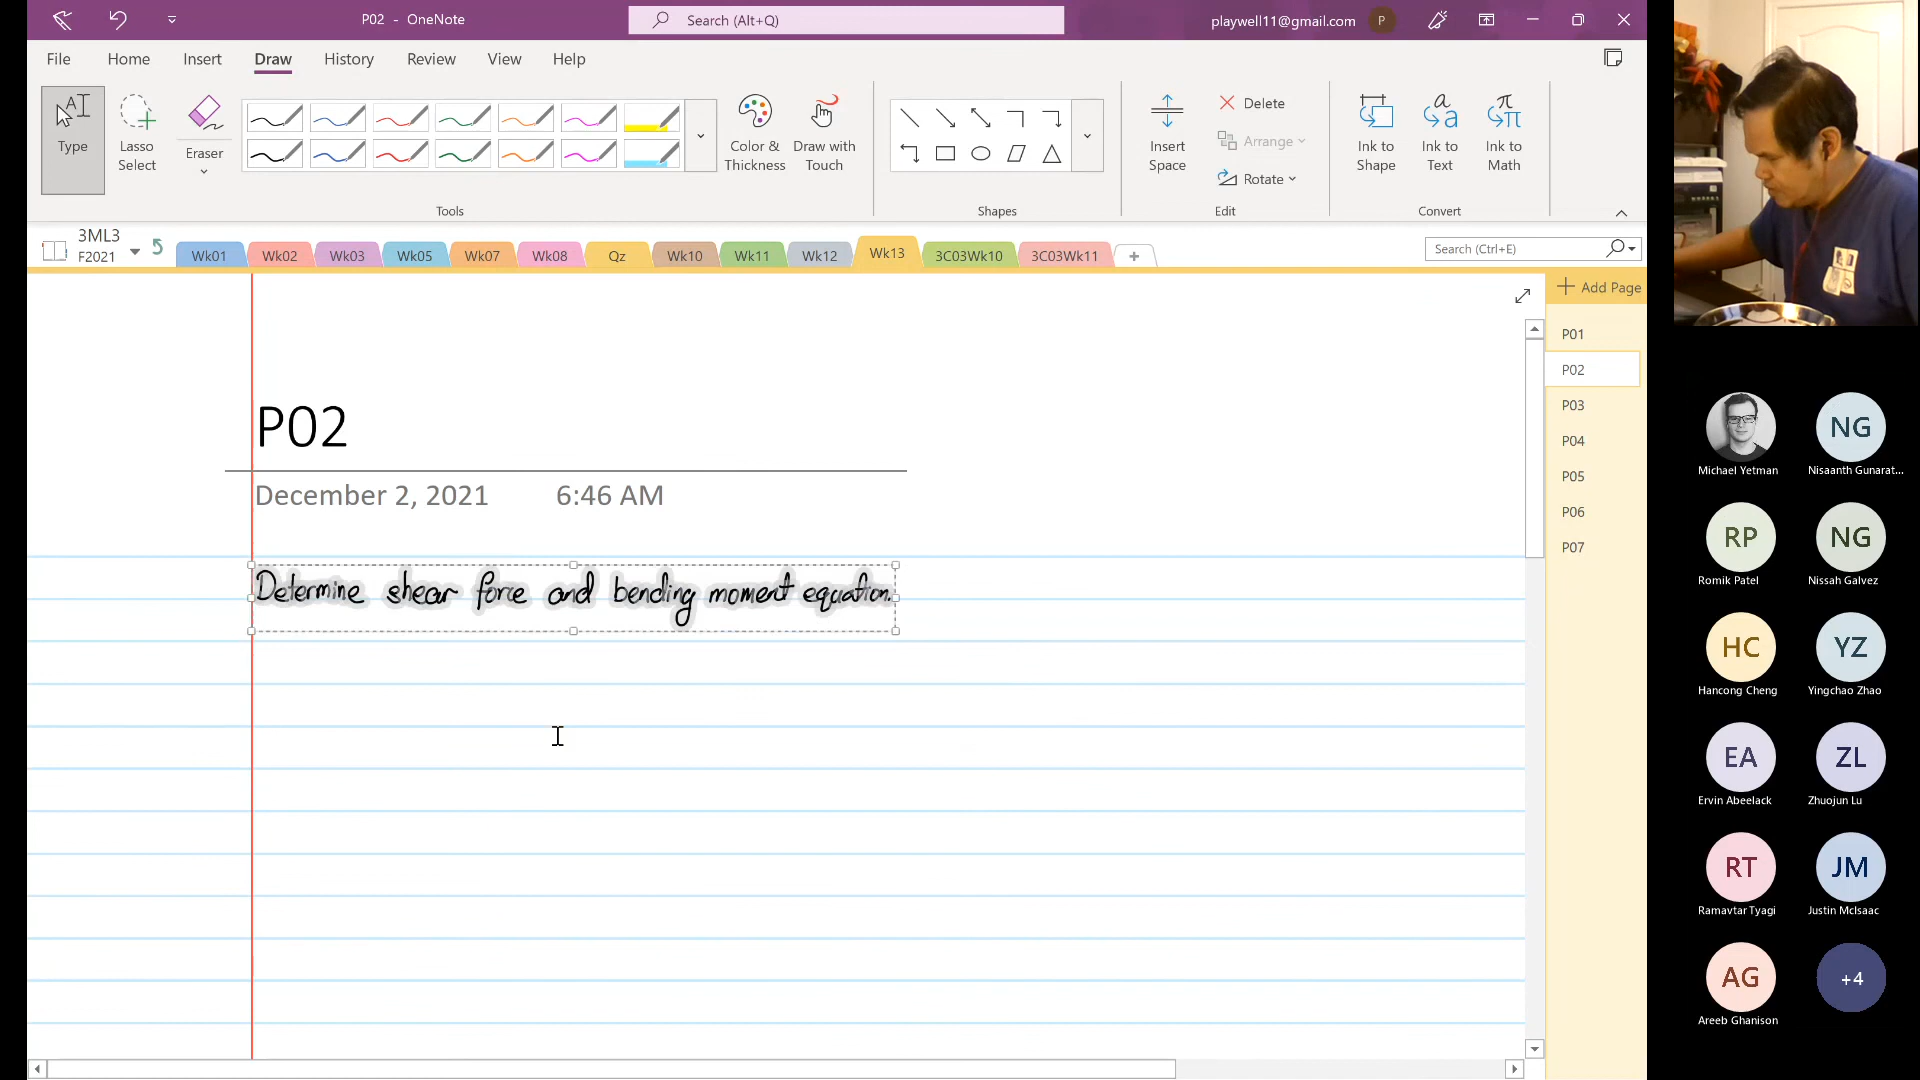 P02 - OneNote
Search (Alt+Q)
playwell11@gmail.com
P
File Home Insert Draw History Review View Help
Type
Lasso Select
Eraser
Color & Thickness
Draw with Touch
Insert Space
Delete
Arrange
Rotate
Ink to Shape
Ink to Text
Ink to Math
Tools Shapes Edit Convert
3ML3
F2021
Wk01 Wk02 Wk03 Wk05 Wk07 Wk08 Qz Wk10 Wk11 Wk12 Wk13 3C03Wk10 3C03Wk11
Search (Ctrl+E)
Add Page
P01
P02
P03
P04
P05
P06
P07
P02
December 2, 2021 6:46 AM
Determine shear force and bending moment equation.
NG
Michael Yetman Nisaanth Gunarat...
RP NG
Romik Patel Nissah Galvez
HC YZ
Hancong Cheng Yingchao Zhao
EA ZL
Ervin Abeelack Zhuojun Lu
RT JM
Ramavtar Tyagi Justin McIsaac
AG +4
Areeb Ghanison